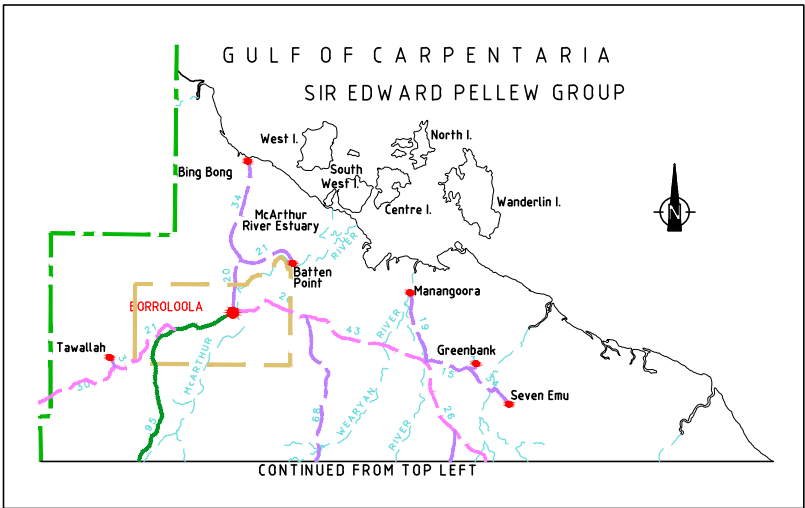 GULF OF CARPENTARIA
SIR EDWARD PELLEW GROUP
West I.
North I.
South
West I.
Bing Bong
Centre I.
Wanderlin I.
34
McArthur
River Estuary
21
RIVER
N
20
Batten
Point
Manangoora
BORROLOOLA
RIVER
19
21
43
Tawallah
Greenbank
McARTHUR
15
30
Seven Emu
WEARYAN
95
68
RIVER
26
CONTINUED FROM TOP LEFT